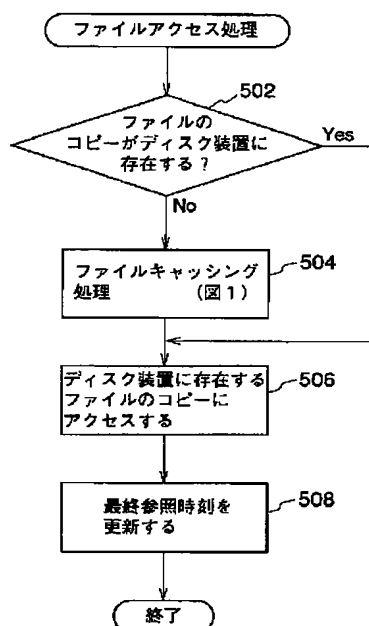 ファイルアクセス処理
502
ファイルの
コピーがディスク装置に
存在する？
Yes
No
504
ファイルキャッシング
処理　　　（図１）
ディスク装置に存在する
ファイルのコピーに
アクセスする
506
最終参照時刻を
更新する
508
終了